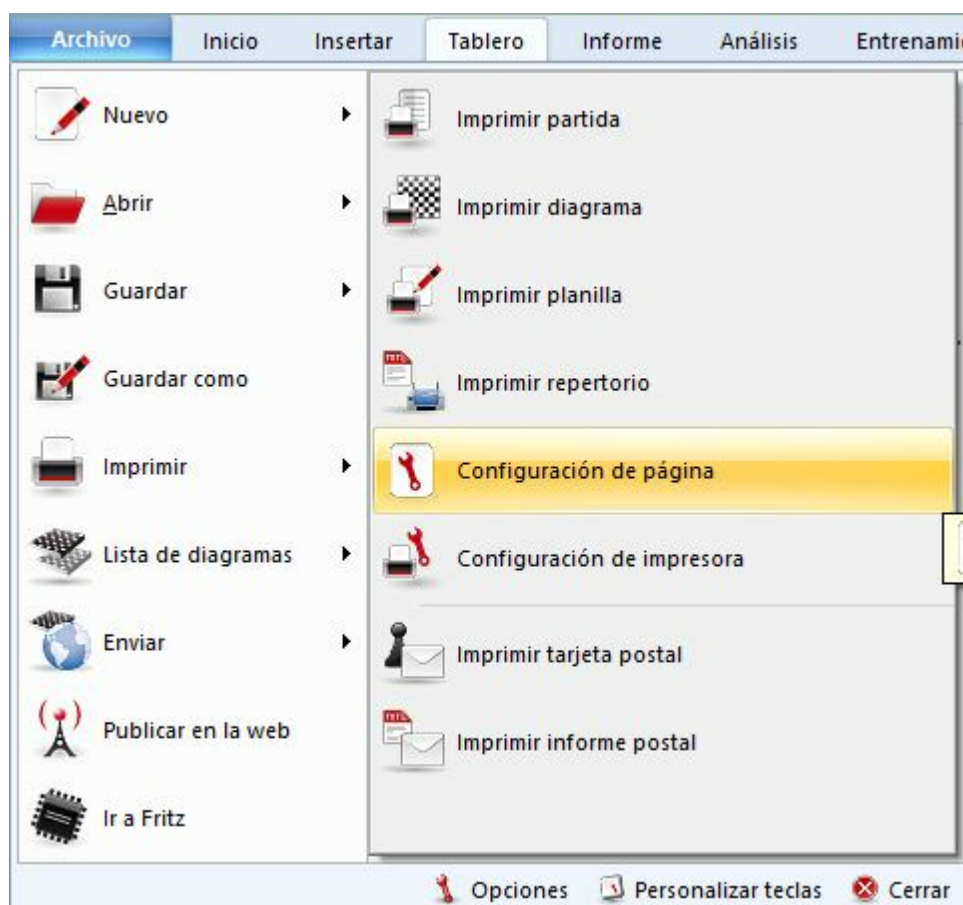 Archivo Inicio Insertar Tablero Informe Análisis
Nuevo
Abrir
Guardar
Guardar como
Imprimir
Lista de diagramas
Enviar
Publicar en la web
Ir a Fritz
Imprimir partida
Imprimir diagrama
Imprimir planilla
Imprimir repertorio
Configuración de página
Configuración de impresora
Imprimir tarjeta postal
Imprimir informe postal
Opciones Personalizar teclas Cerrar